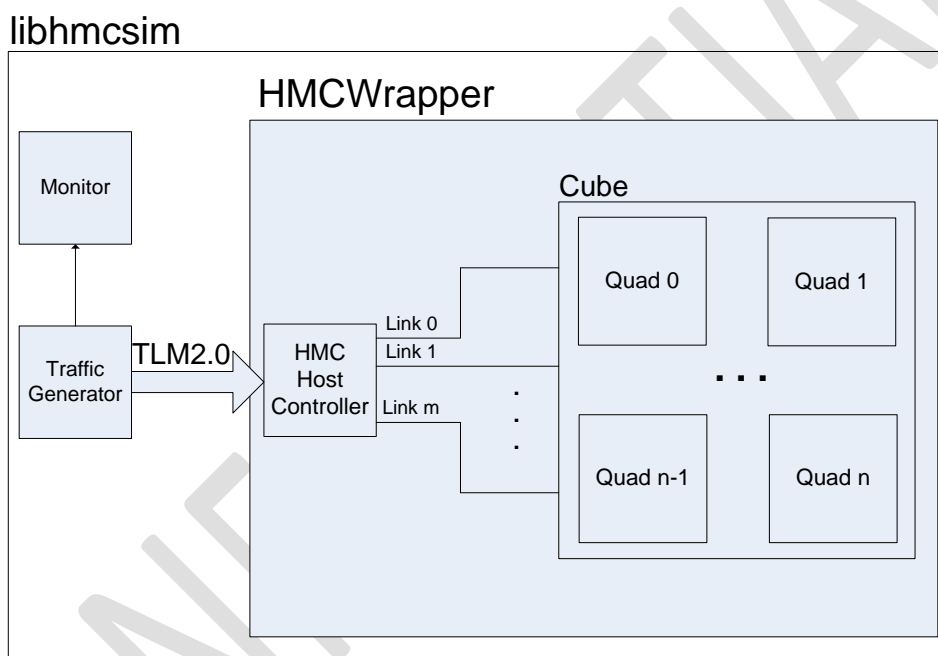 libhmcsim
HMCWrapper
Monitor
Cube
Quad 0
Quad 1
Link 0
TLM2.0
HMC
Host
Controller
Link 1
Traffic
Generator
. . .
Link m
.
.
.
Quad n-1
Quad n